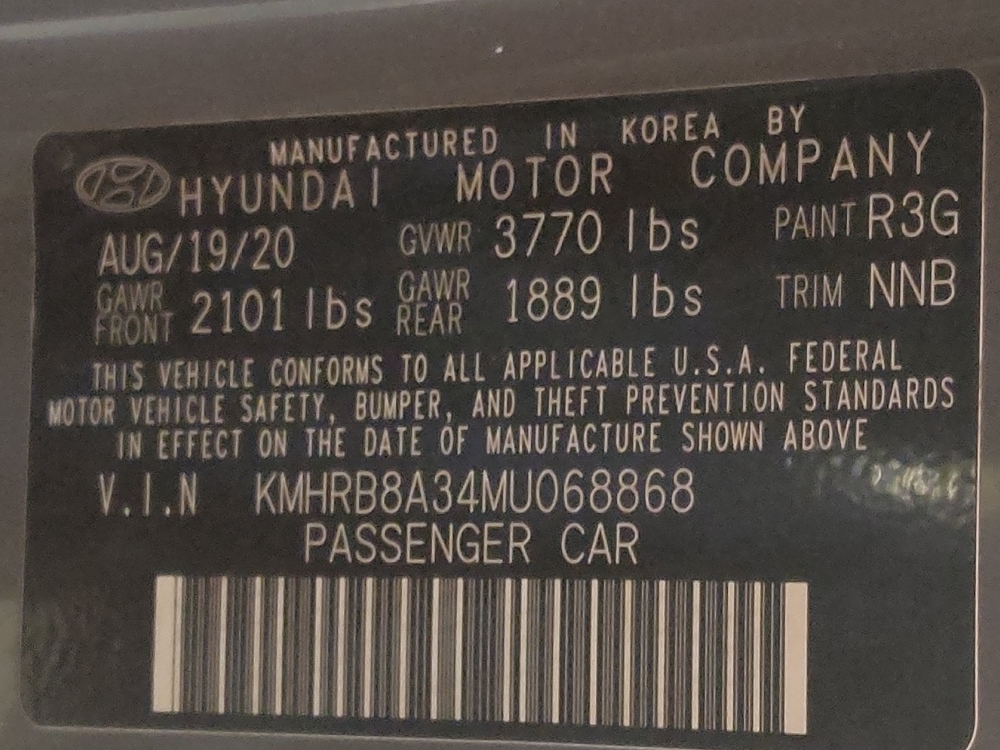 MANUFACTURED IN KOREA BY
HYUNDAI MOTOR COMPANY
AUG/19/20 GVWR 3770 lbs PAINT R3G
GAWR FRONT 2101 lbs GAWR REAR 1889 lbs TRIM NNB
THIS VEHICLE CONFORMS TO ALL APPLICABLE U.S.A. FEDERAL
MOTOR VEHICLE SAFETY, BUMPER, AND THEFT PREVENTION STANDARDS
IN EFFECT ON THE DATE OF MANUFACTURE SHOWN ABOVE
V.I.N KMHRB8A34MU068868
PASSENGER CAR